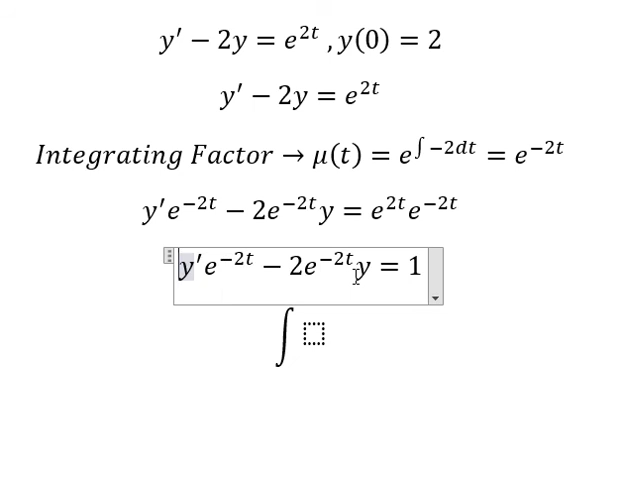 y′ − 2y = e^{2t} , y(0) = 2
y′ − 2y = e^{2t}
Integrating Factor → μ(t) = e^{∫ −2dt} = e^{−2t}
y′e^{−2t} − 2e^{−2t}y = e^{2t}e^{−2t}
y′e^{−2t} − 2e^{−2t}y = 1
∫